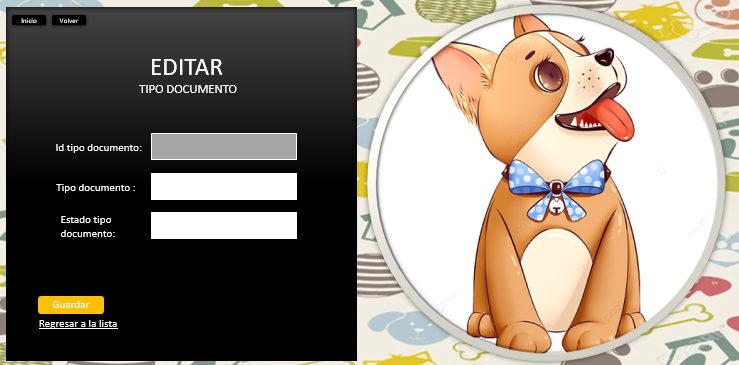 Inicio Volver
EDITAR
TIPO DOCUMENTO
Id tipo documento:
Tipo documento :
Estado tipo
documento:
Guardar
Regresar a la lista
T